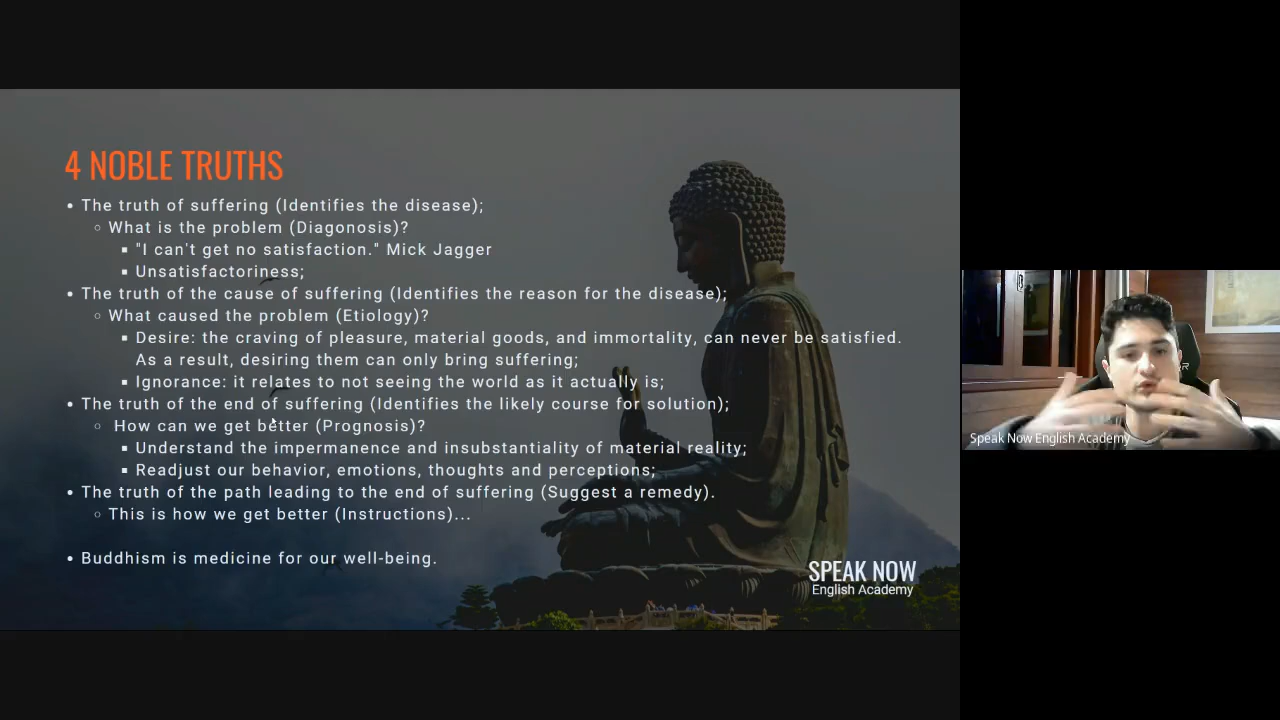 4 NOBLE TRUTHS
• The truth of suffering (Identifies the disease);
○ What is the problem (Diagonosis)?
▪ "I can't get no satisfaction." Mick Jagger
▪ Unsatisfactoriness;
• The truth of the cause of suffering (Identifies the reason for the disease);
○ What caused the problem (Etiology)?
▪ Desire: the craving of pleasure, material goods, and immortality, can never be satisfied.
As a result, desiring them can only bring suffering;
▪ Ignorance: it relates to not seeing the world as it actually is;
• The truth of the end of suffering (Identifies the likely course for solution);
○ How can we get better (Prognosis)?
▪ Understand the impermanence and insubstantiality of material reality;
▪ Readjust our behavior, emotions, thoughts and perceptions;
• The truth of the path leading to the end of suffering (Suggest a remedy).
○ This is how we get better (Instructions)...
• Buddhism is medicine for our well-being.
SPEAK NOW
English Academy
Speak Now English Academy